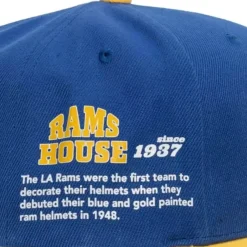 RAMS
HOUSE
since
1937
The LA Rams were the first team to
decorate their helmets when they
debuted their blue and gold painted
ram helmets in 1948.